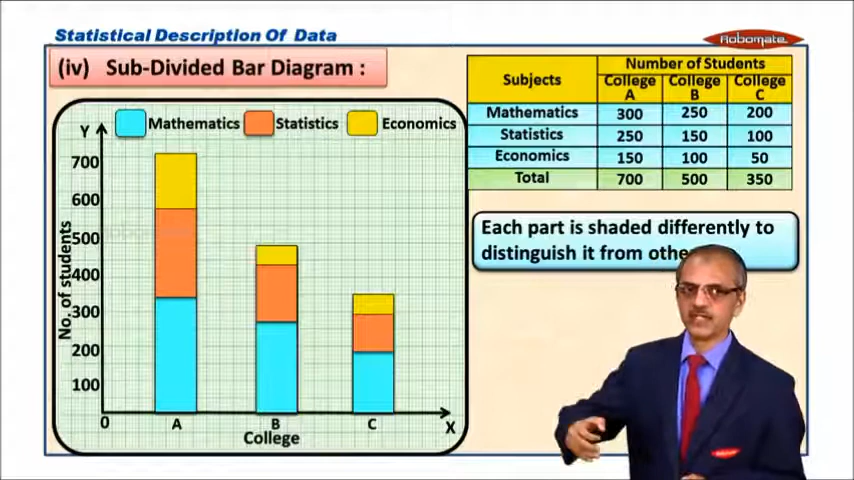 Statistical Description Of Data
Robomate
(iv) Sub-Divided Bar Diagram :
Mathematics Statistics Economics
Y
700
600
500
400
300
200
100
0
No. of students
A B C
X
College
Subjects
Number of Students
College A College B College C
Mathematics 300 250 200
Statistics 250 150 100
Economics 150 100 50
Total 700 500 350
Each part is shaded differently to
distinguish it from